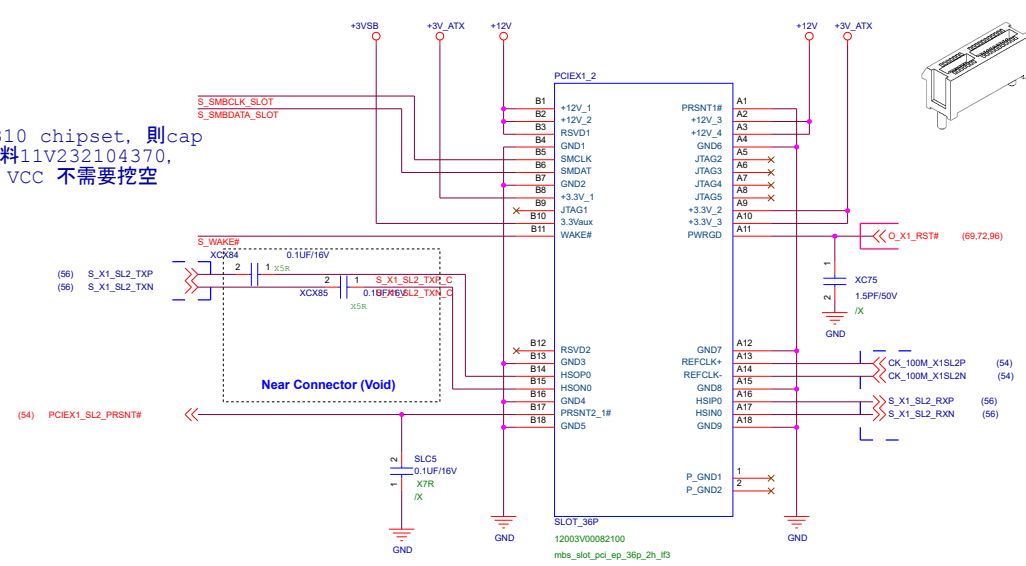 +3VSB
+3V_ATX
+12V
+12V
+3V_ATX
PCIEX1_2
S_SMBCLK_SLOT
S_SMBDATA_SLOT
10 chipset, 則cap
料11V232104370,
VCC 不需要挖空
B1 +12V_1
B2 +12V_2
B3 RSVD1
B4 GND1
B5 SMCLK
B6 SMDAT
B7 GND2
B8 +3.3V_1
B9 JTAG1
B10 3.3Vaux
B11 WAKE#
PRSNT1# A1
+12V_3 A2
+12V_4 A3
GND6 A4
JTAG2 A5
JTAG3 A6
JTAG4 A7
JTAG5 A8
+3.3V_2 A9
+3.3V_3 A10
PWRGD A11
O_X1_RST# (69,72,96)
S_WAKE#
XCX84 0.1UF/16V
2 1 X5R
(56) S_X1_SL2_TXP
(56) S_X1_SL2_TXN
2 1 S_X1_SL2_TXP_C
XCX85 0.1UF/16V S_X1_SL2_TXN_C
X5R
1 XC75
2 1.5PF/50V
/X
GND
B12 RSVD2
B13 GND3
B14 HSOP0
B15 HSON0
B16 GND4
B17 PRSNT2_1#
B18 GND5
GND7 A12
REFCLK+ A13
REFCLK- A14
GND8 A15
HSIP0 A16
HSIN0 A17
GND9 A18
CK_100M_X1SL2P (54)
CK_100M_X1SL2N (54)
S_X1_SL2_RXP (56)
S_X1_SL2_RXN (56)
Near Connector (Void)
(54) PCIEX1_SL2_PRSNT#
2 SLC5
0.1UF/16V
1 X7R
/X
GND
P_GND1 1
P_GND2 2
GND
GND
SLOT_36P
12003V00082100
mbs_slot_pci_ep_36p_2h_lf3